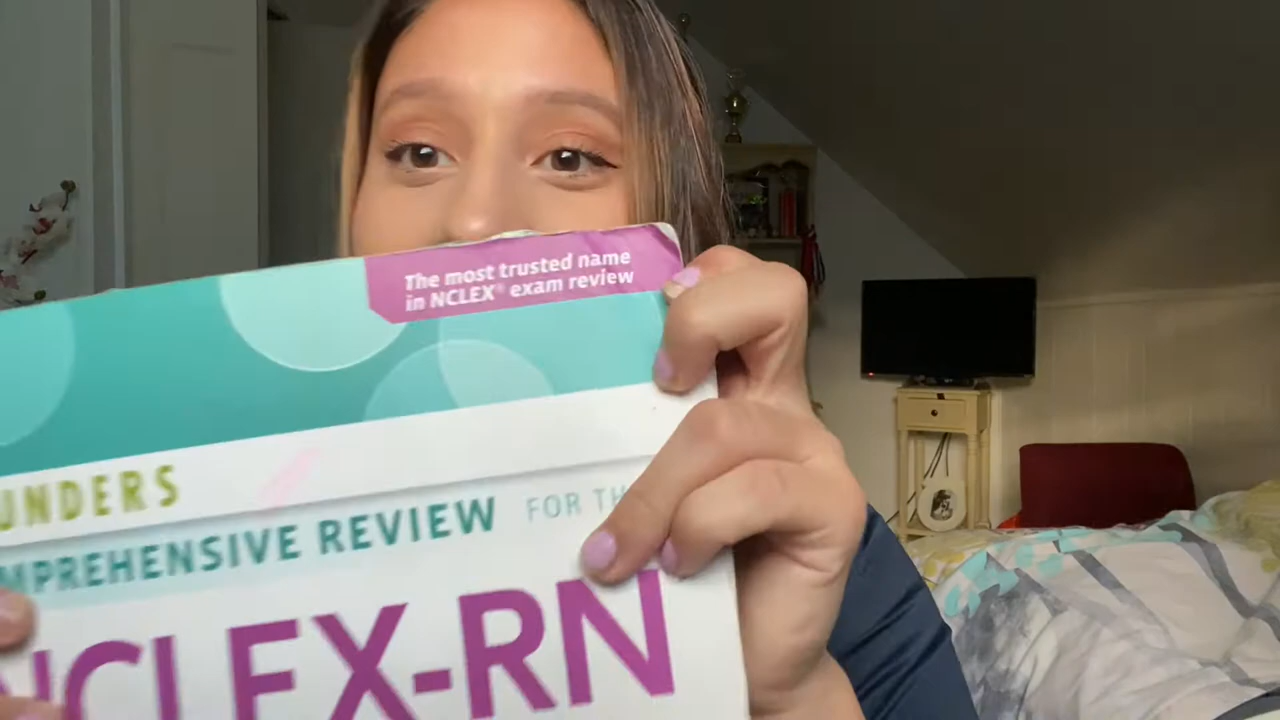 The most trusted name
in NCLEX® exam review
UNDERS
MPREHENSIVE REVIEW FOR TH
NCLEX-RN